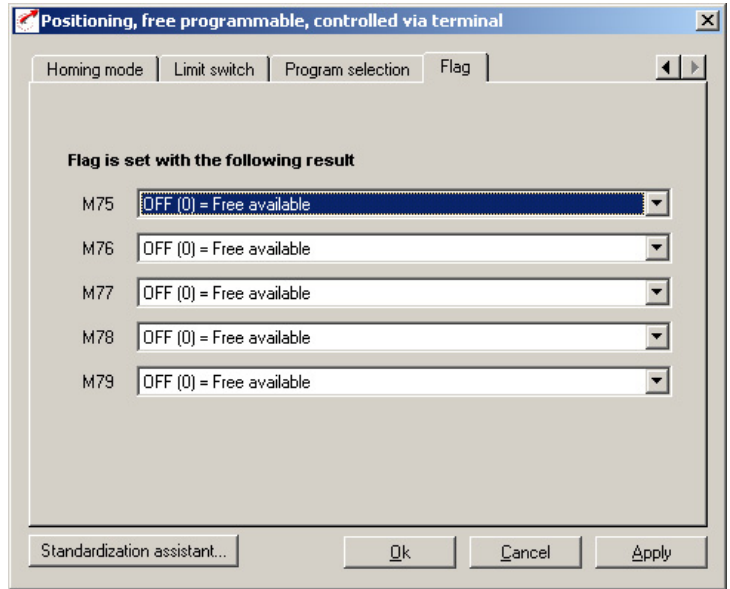 Positioning, free programmable, controlled via terminal
Homing mode Limit switch Program selection Flag
Flag is set with the following result
M75 OFF (0) = Free available
M76 OFF (0) = Free available
M77 OFF (0) = Free available
M78 OFF (0) = Free available
M79 OFF (0) = Free available
Standardization assistant... Ok Cancel Apply